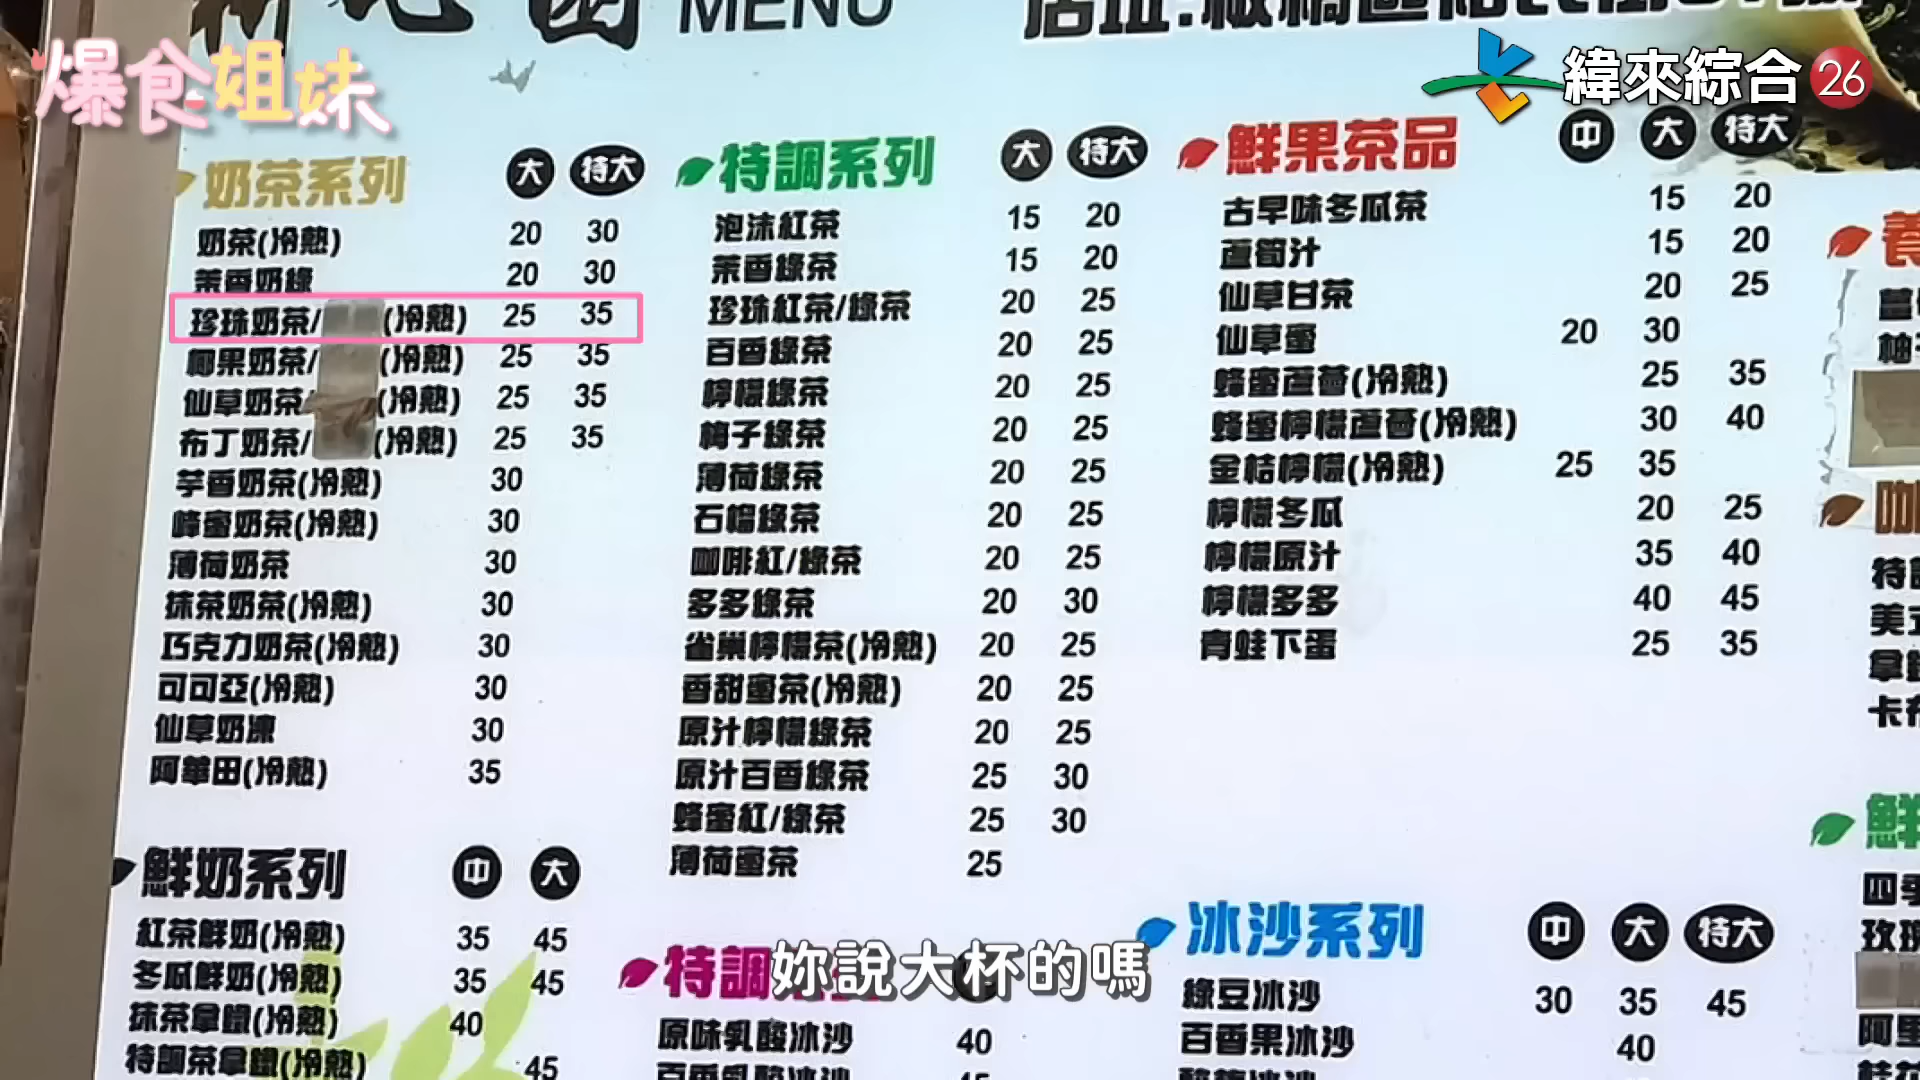 MENU
爆食姐妹
緯來綜合 26
奶茶系列 大 特大
奶茶(冷熱) 20 30
茉香奶綠 20 30
珍珠奶茶/ (冷熱) 25 35
椰果奶茶/ (冷熱) 25 35
仙草奶茶/ (冷熱) 25 35
布丁奶茶/ (冷熱) 25 35
芋香奶茶(冷熱) 30
蜂蜜奶茶(冷熱) 30
薄荷奶茶 30
抹茶奶茶(冷熱) 30
巧克力奶茶(冷熱) 30
可可亞(冷熱) 30
仙草奶凍 30
阿華田(冷熱) 35
鮮奶系列 中 大
紅茶鮮奶(冷熱) 35 45
冬瓜鮮奶(冷熱) 35 45
抹茶拿鐵(冷熱) 40
特調茶拿鐵(冷熱) 45
特調系列 大 特大
泡沫紅茶 15 20
茉香綠茶 15 20
珍珠紅茶/綠茶 20 25
百香綠茶 20 25
檸檬綠茶 20 25
梅子綠茶 20 25
薄荷綠茶 20 25
石榴綠茶 20 25
咖啡紅/綠茶 20 25
多多綠茶 20 30
雀巢檸檬茶(冷熱) 20 25
香甜蜜茶(冷熱) 20 25
原汁檸檬綠茶 20 25
原汁百香綠茶 25 30
蜂蜜紅/綠茶 25 30
薄荷蜜茶 25
特調
原味乳酸冰沙 40
百香乳酸冰沙 45
鮮果茶品 中 大 特大
古早味冬瓜茶 15 20
蘆筍汁 15 20
仙草甘茶 20 25
仙草蜜 20 30
蜂蜜蘆薈(冷熱) 25 35
蜂蜜檸檬蘆薈(冷熱) 30 40
金桔檸檬(冷熱) 25 35
檸檬冬瓜 20 25
檸檬原汁 35 40
檸檬多多 40 45
青蛙下蛋 25 35
冰沙系列 中 大 特大
綠豆冰沙 30 35 45
百香果冰沙 40
妳說大杯的嗎